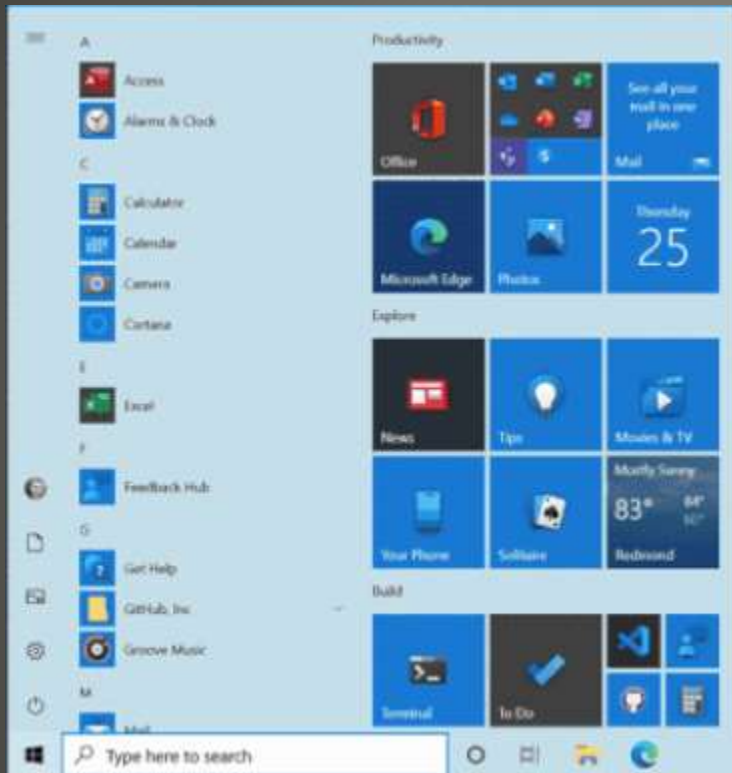 A
Access
Alarms & Clock
C
Calculator
Calendar
Camera
Cortana
E
Excel
F
Feedback Hub
G
Get Help
GitHub, Inc
Groove Music
M
Mail
Productivity
Office
See all your
mail in one
place
Mail
Microsoft Edge
Photos
Thursday
25
Explore
News
Tips
Movies & TV
Your Phone
Solitaire
Mostly Sunny
83°
84°
Redmond
Build
Terminal
To Do
Type here to search